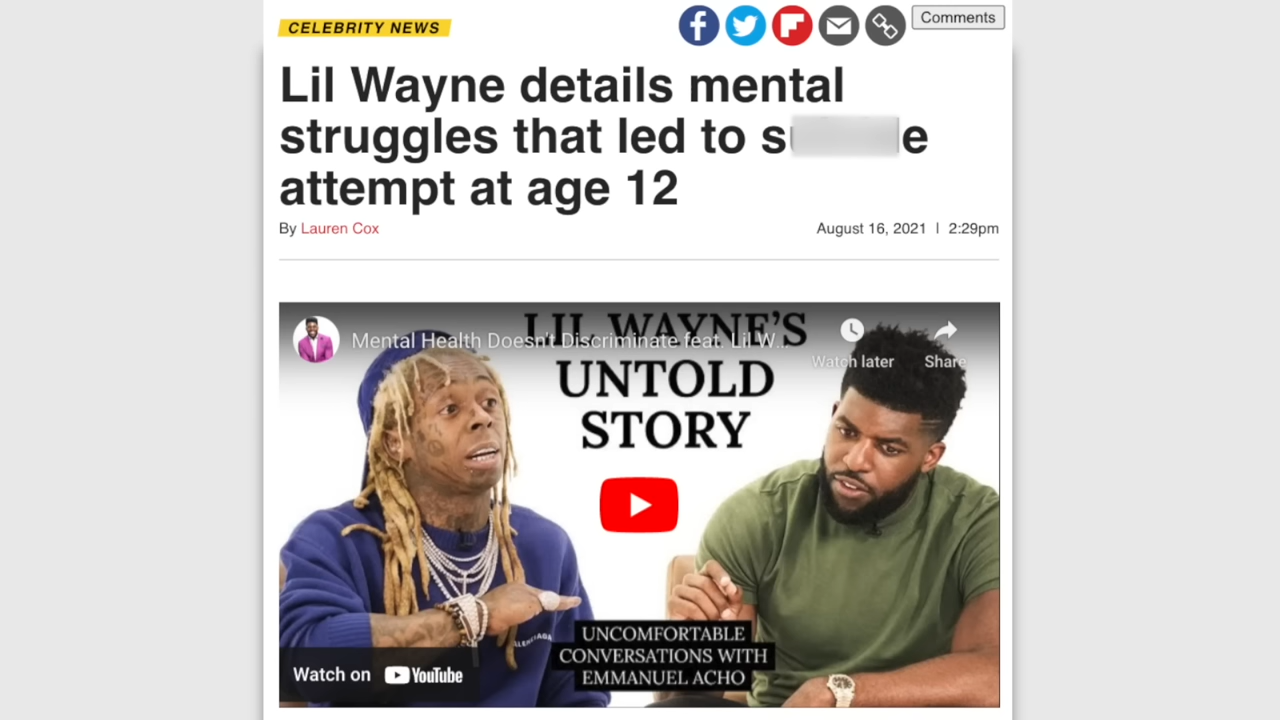 CELEBRITY NEWS
Comments
Lil Wayne details mental
struggles that led to s e
attempt at age 12
By Lauren Cox
August 16, 2021 | 2:29pm
Mental Health Doesn't Discriminate feat. Lil W...
Watch later
Share
LIL WAYNE'S
UNTOLD
STORY
UNCOMFORTABLE
CONVERSATIONS WITH
EMMANUEL ACHO
Watch on YouTube